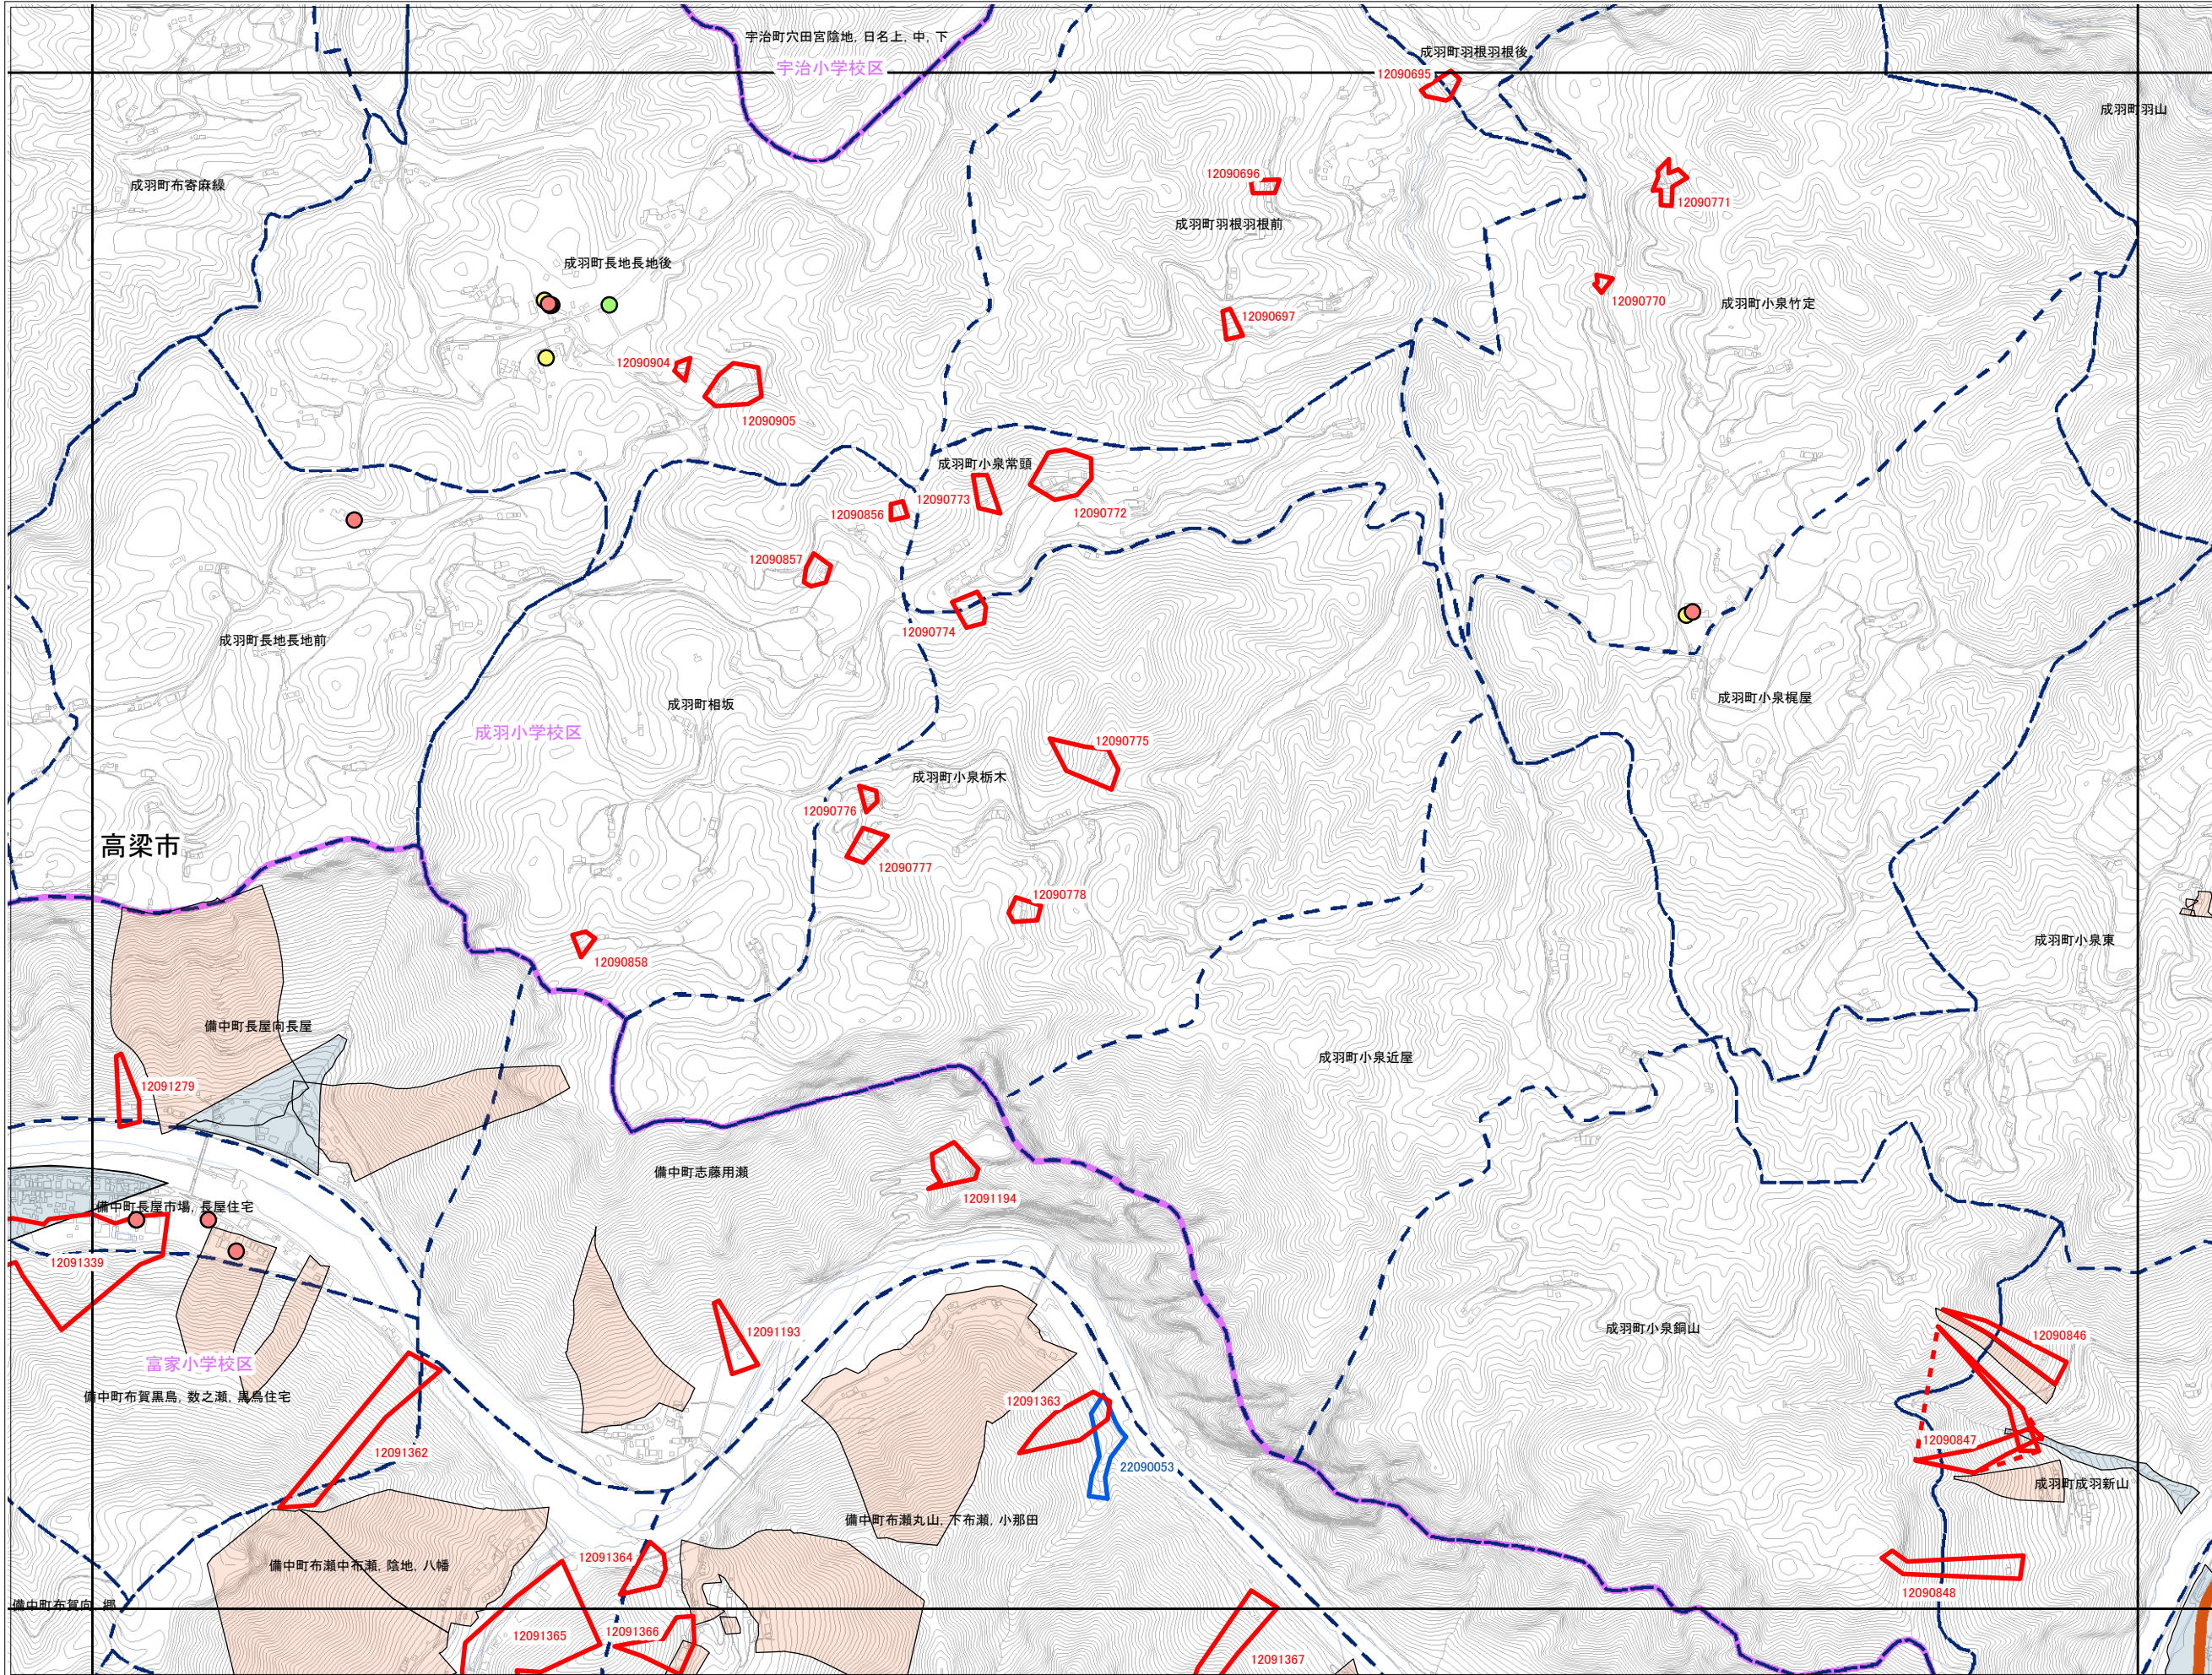 宇治町穴田宮陰地, 日名上, 中, 下
宇治小学校区
成羽町羽根羽根後
12090695
成羽町羽山
成羽町布寄麻繰
12090696
12090771
成羽町羽根羽根前
成羽町長地長地後
12090770
成羽町小泉竹定
12090697
12090904
12090905
成羽町小泉常頭
12090773
12090772
12090856
12090857
12090774
成羽町長地長地前
成羽町相坂
成羽町小泉梶屋
成羽小学校区
12090775
成羽町小泉栃木
12090776
高梁市
12090777
12090778
成羽町小泉東
12090858
備中町長屋向長屋
成羽町小泉近屋
12091279
備中町志藤用瀬
12091194
備中町長屋市場, 長屋住宅
12091339
12091193
成羽町小泉銅山
12090846
富家小学校区
備中町布賀黒鳥, 数之瀬, 黒鳥住宅
12091363
12091362
12090847
22090053
成羽町成羽新山
備中町布瀬丸山, 下布瀬, 小那田
12091364
備中町布瀬中布瀬, 陰地, 八幡
12090848
備中町布賀向, 郷
12091365
12091366
12091367